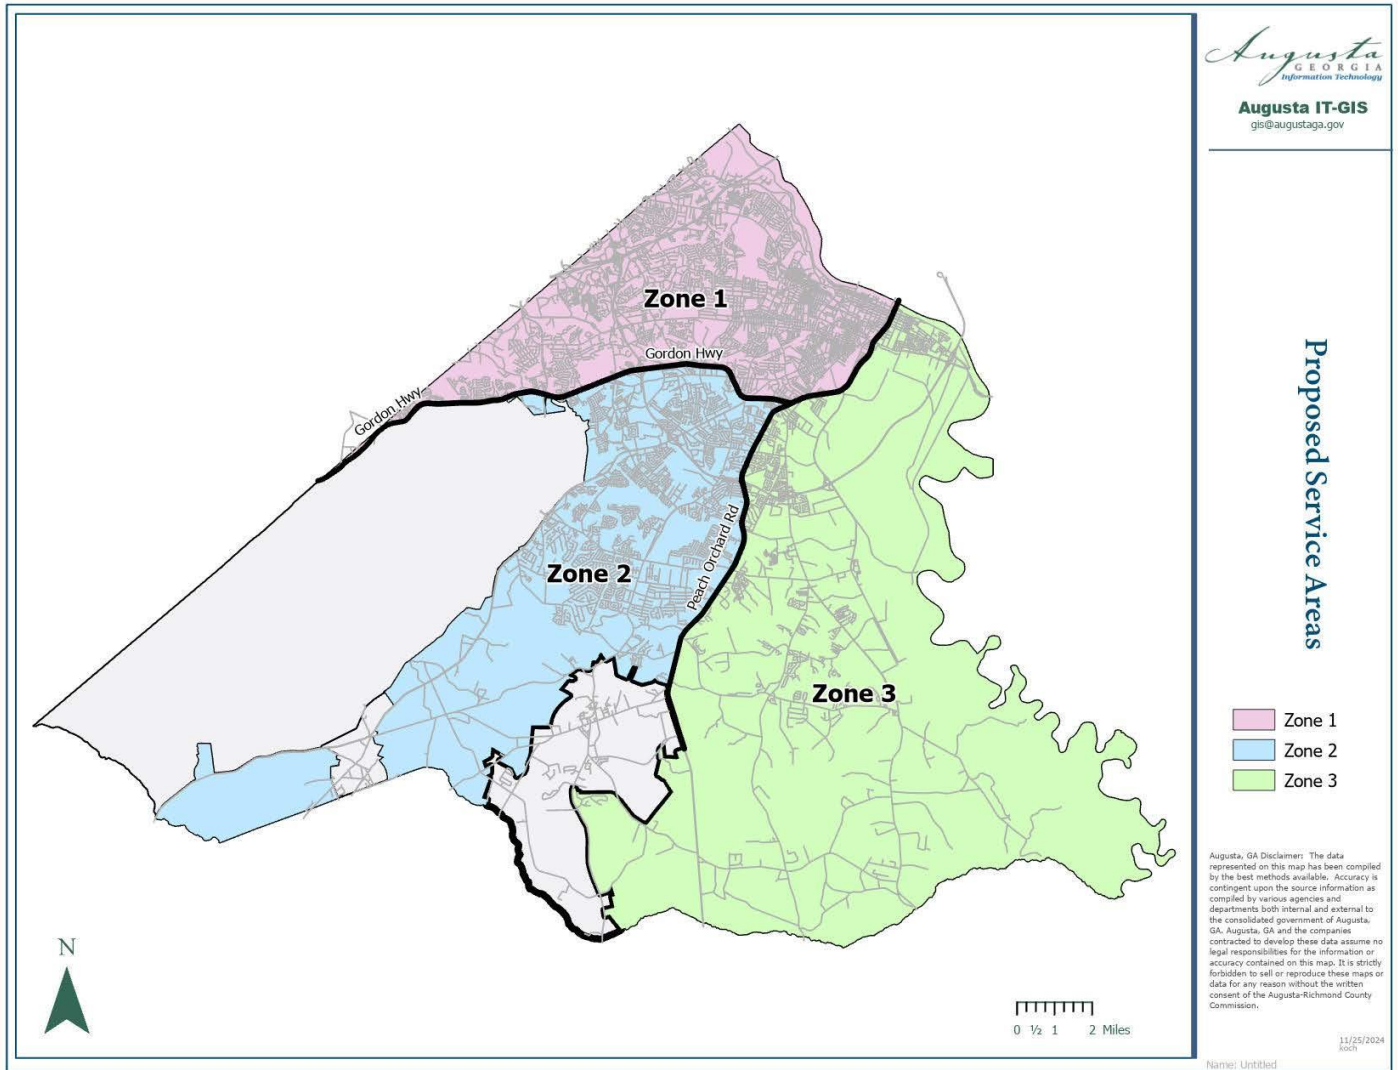 Augusta
GEORGIA
Information Technology
Augusta IT-GIS
gis@augustaga.gov
Proposed Service Areas
Zone 1
Gordon Hwy
Gordon Hwy
Zone 2
Peach Orchard Rd
Zone 3
Zone 1
Zone 2
Zone 3
Augusta, GA Disclaimer: The data
represented on this map has been compiled
by the best methods available. Accuracy is
contingent upon the source information as
compiled by various agencies and
departments both internal and external to
the consolidated government of Augusta,
GA. Augusta, GA and the companies
contracted to develop these data assume no
legal responsibilities for the information or
accuracy contained on this map. It is strictly
forbidden to sell or reproduce these maps or
data for any reason without the written
consent of the Augusta-Richmond County
Commission.
N
0 ½ 1 2 Miles
11/25/2024
koch
Name: Untitled